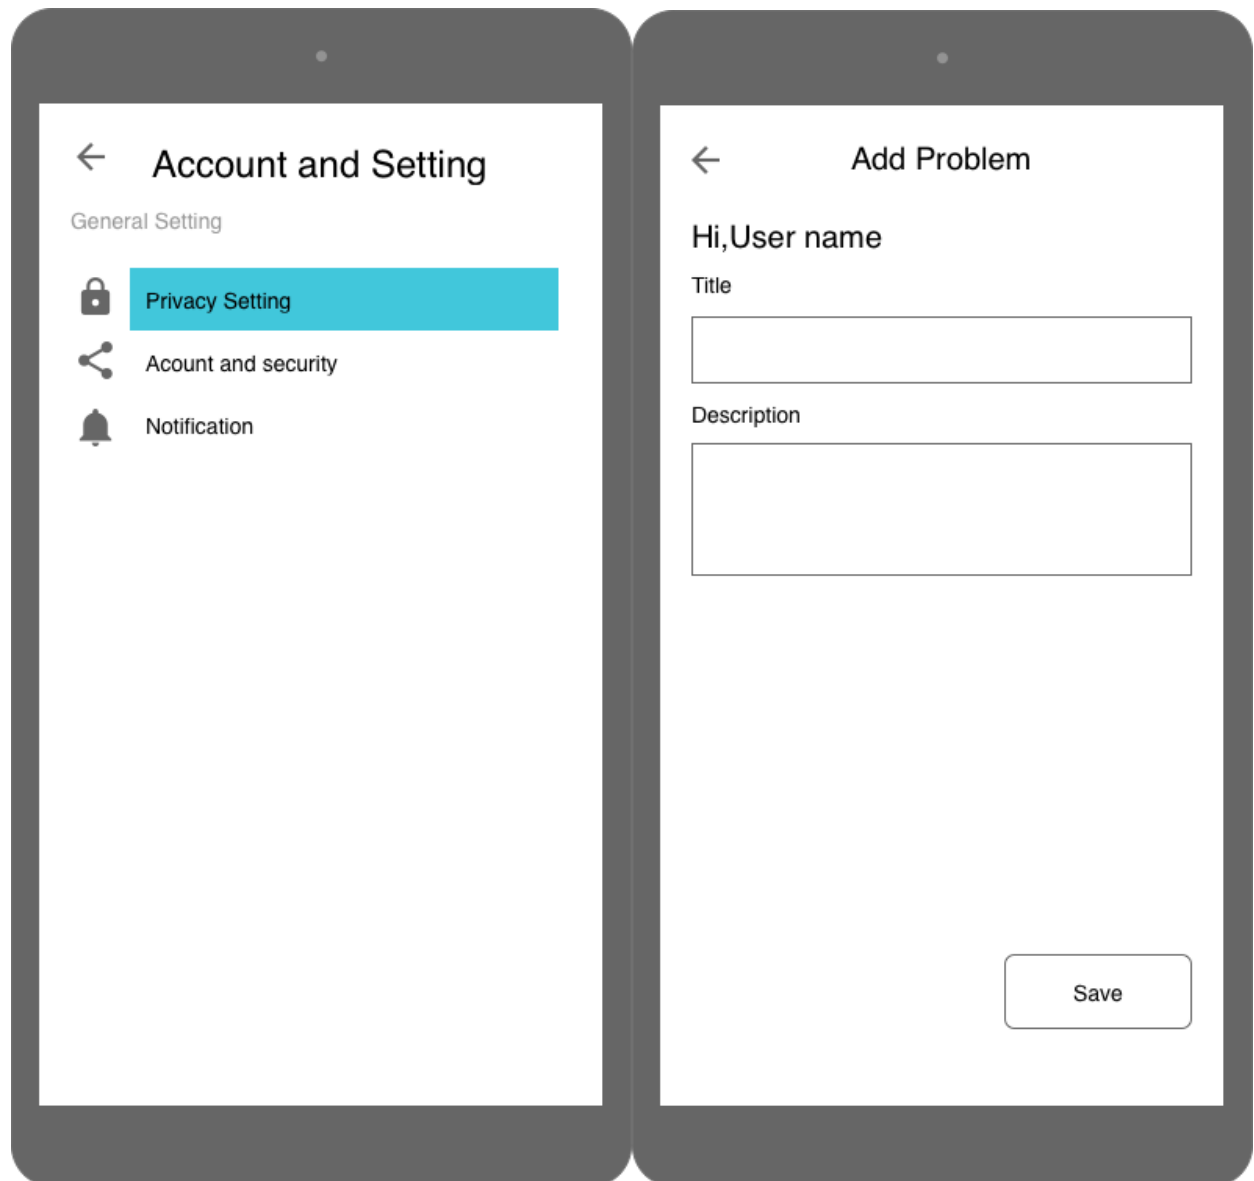 Account and Setting
General Setting
Privacy Setting
Acount and security
Notification
Add Problem
Hi,User name
Title
Description
Save